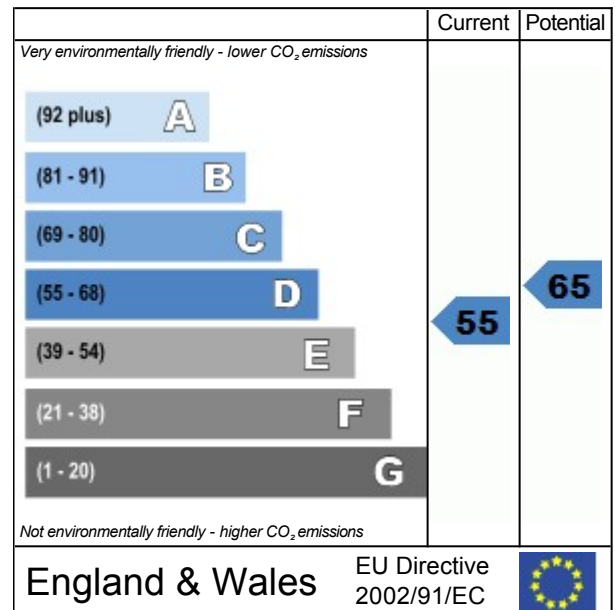 Current Potential
Very environmentally friendly - lower CO₂ emissions
(92 plus) A
(81 - 91) B
(69 - 80) C
(55 - 68) D
65
55
(39 - 54) E
(21 - 38) F
(1 - 20) G
Not environmentally friendly - higher CO₂ emissions
England & Wales
EU Directive
2002/91/EC